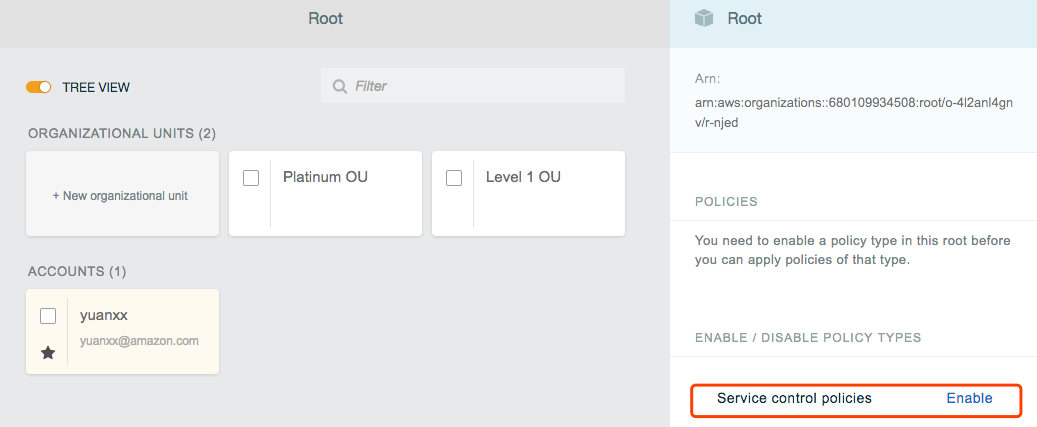 Root
TREE VIEW
Filter
ORGANIZATIONAL UNITS (2)
+ New organizational unit
Platinum OU
Level 1 OU
ACCOUNTS (1)
yuanxx
yuanxx@amazon.com
Root
Arn:
arn:aws:organizations::680109934508:root/o-4l2anl4gn
v/r-njed
POLICIES
You need to enable a policy type in this root before
you can apply policies of that type.
ENABLE / DISABLE POLICY TYPES
Service control policies Enable